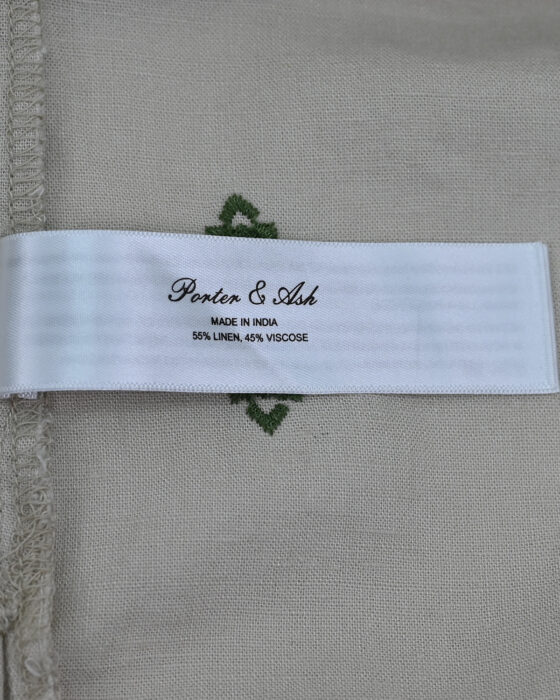 Porter & Ash
MADE IN INDIA
55% LINEN, 45% VISCOSE